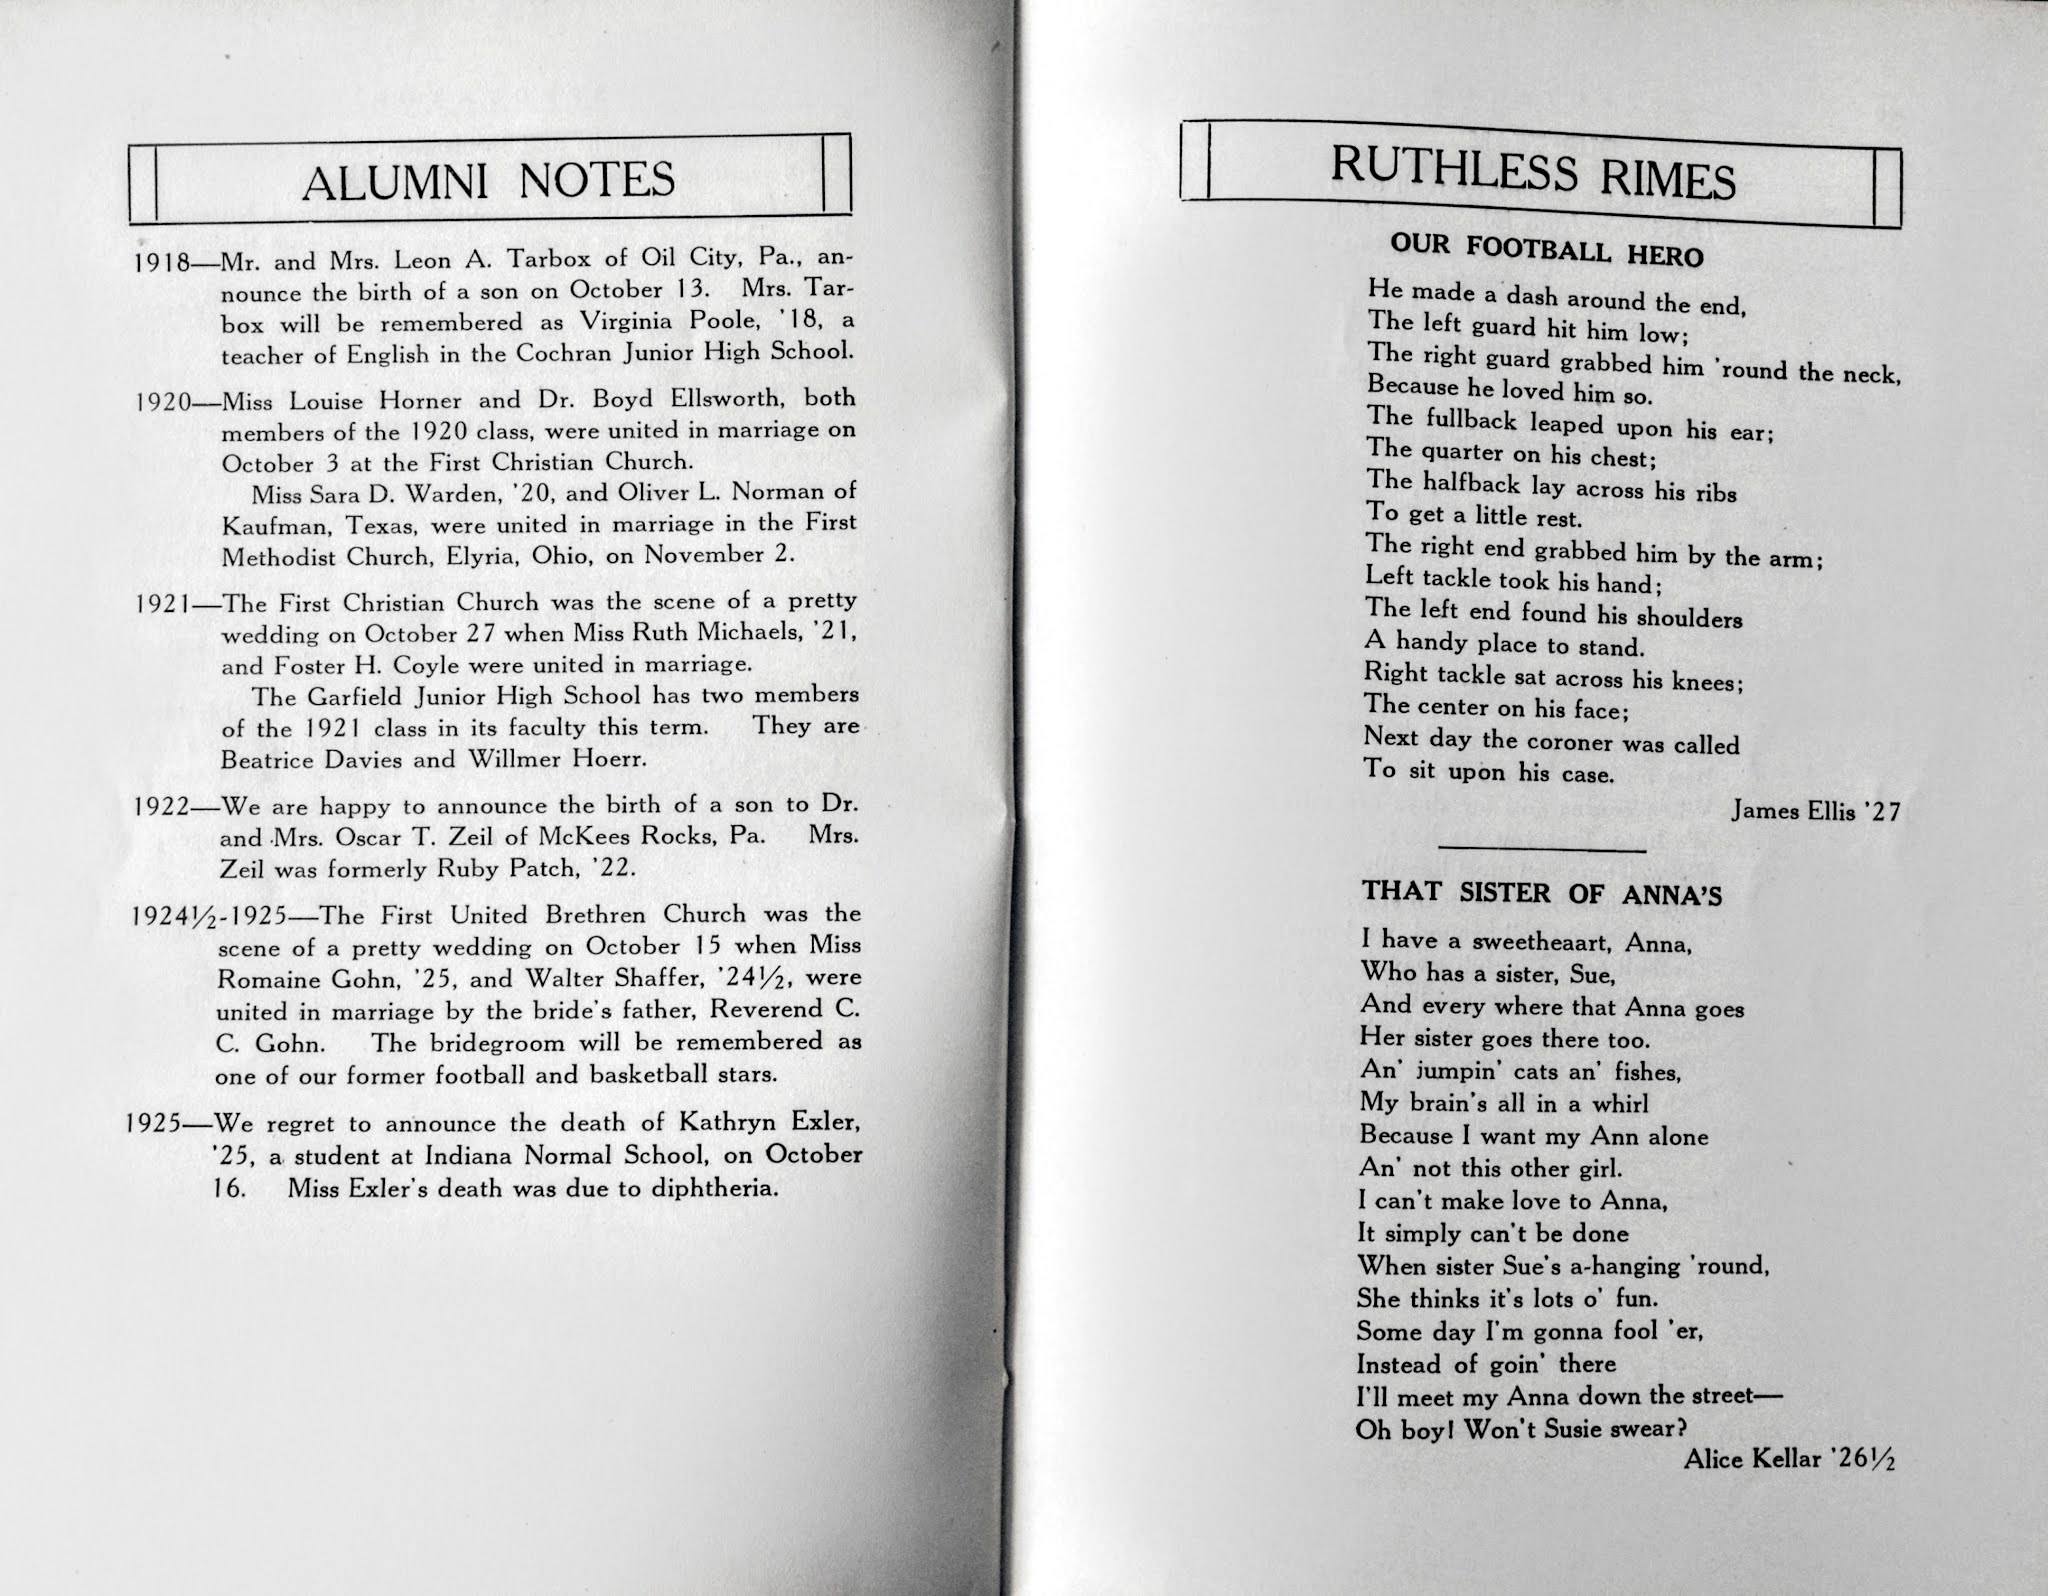 ALUMNI NOTES
1918—Mr. and Mrs. Leon A. Tarbox of Oil City, Pa., an-
nounce the birth of a son on October 13. Mrs. Tar-
box will be remembered as Virginia Poole, '18, a
teacher of English in the Cochran Junior High School.
1920—Miss Louise Horner and Dr. Boyd Ellsworth, both
members of the 1920 class, were united in marriage on
October 3 at the First Christian Church.
Miss Sara D. Warden, '20, and Oliver L. Norman of
Kaufman, Texas, were united in marriage in the First
Methodist Church, Elyria, Ohio, on November 2.
1921—The First Christian Church was the scene of a pretty
wedding on October 27 when Miss Ruth Michaels, '21,
and Foster H. Coyle were united in marriage.
The Garfield Junior High School has two members
of the 1921 class in its faculty this term. They are
Beatrice Davies and Willmer Hoerr.
1922—We are happy to announce the birth of a son to Dr.
and Mrs. Oscar T. Zeil of McKees Rocks, Pa. Mrs.
Zeil was formerly Ruby Patch, '22.
1924½-1925—The First United Brethren Church was the
scene of a pretty wedding on October 15 when Miss
Romaine Gohn, '25, and Walter Shaffer, '24½, were
united in marriage by the bride's father, Reverend C.
C. Gohn. The bridegroom will be remembered as
one of our former football and basketball stars.
1925—We regret to announce the death of Kathryn Exler,
'25, a student at Indiana Normal School, on October
16. Miss Exler's death was due to diphtheria.
RUTHLESS RIMES
OUR FOOTBALL HERO
He made a dash around the end,
The left guard hit him low;
The right guard grabbed him 'round the neck,
Because he loved him so.
The fullback leaped upon his ear;
The quarter on his chest;
The halfback lay across his ribs
To get a little rest.
The right end grabbed him by the arm;
Left tackle took his hand;
The left end found his shoulders
A handy place to stand.
Right tackle sat across his knees;
The center on his face;
Next day the coroner was called
To sit upon his case.
James Ellis '27
THAT SISTER OF ANNA'S
I have a sweetheaart, Anna,
Who has a sister, Sue,
And every where that Anna goes
Her sister goes there too.
An' jumpin' cats an' fishes,
My brain's all in a whirl
Because I want my Ann alone
An' not this other girl.
I can't make love to Anna,
It simply can't be done
When sister Sue's a-hanging 'round,
She thinks it's lots o' fun.
Some day I'm gonna fool 'er,
Instead of goin' there
I'll meet my Anna down the street—
Oh boy! Won't Susie swear?
Alice Kellar '26½